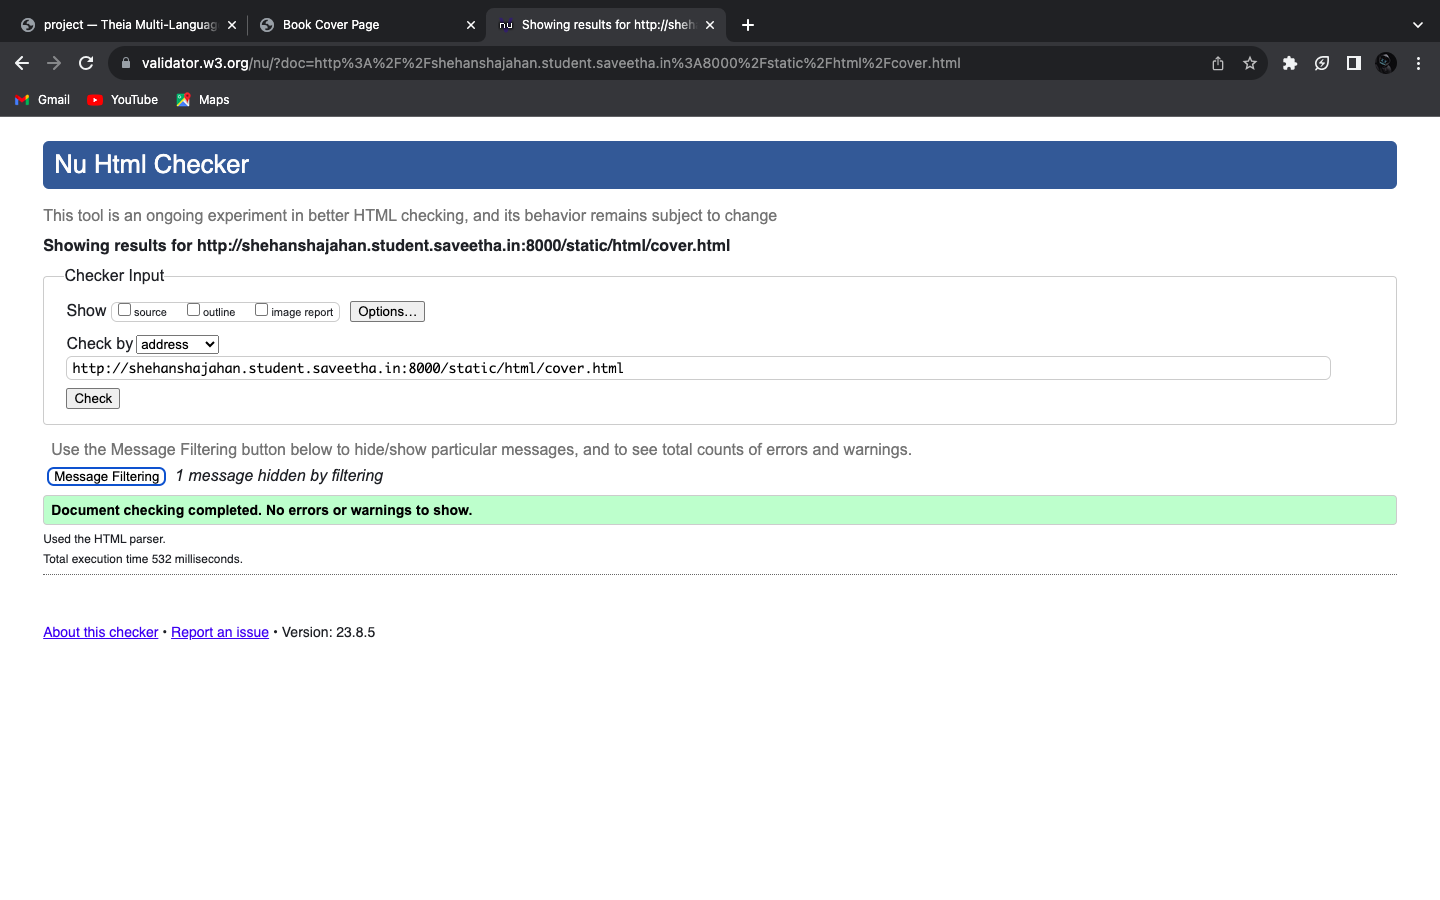 project — Theia Multi-Languag
Book Cover Page
nu Showing results for http://sheh
validator.w3.org/nu/?doc=http%3A%2F%2Fshehanshajahan.student.saveetha.in%3A8000%2Fstatic%2Fhtml%2Fcover.html
Gmail YouTube Maps
Nu Html Checker
This tool is an ongoing experiment in better HTML checking, and its behavior remains subject to change
Showing results for http://shehanshajahan.student.saveetha.in:8000/static/html/cover.html
Checker Input
Show source outline image report Options...
Check by address
http://shehanshajahan.student.saveetha.in:8000/static/html/cover.html
Check
Use the Message Filtering button below to hide/show particular messages, and to see total counts of errors and warnings.
Message Filtering 1 message hidden by filtering
Document checking completed. No errors or warnings to show.
Used the HTML parser.
Total execution time 532 milliseconds.
About this checker • Report an issue • Version: 23.8.5